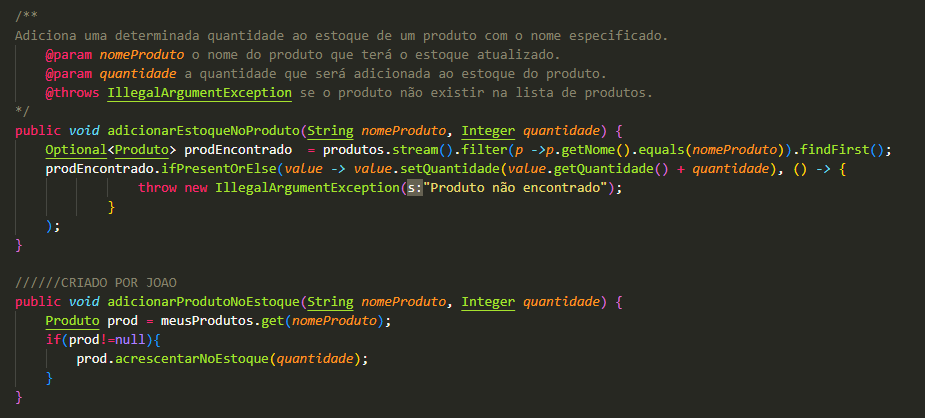 /**
Adiciona uma determinada quantidade ao estoque de um produto com o nome especificado.
@param nomeProduto o nome do produto que terá o estoque atualizado.
@param quantidade a quantidade que será adicionada ao estoque do produto.
@throws IllegalArgumentException se o produto não existir na lista de produtos.
*/
public void adicionarEstoqueNoProduto(String nomeProduto, Integer quantidade) {
Optional<Produto> prodEncontrado  = produtos.stream().filter(p ->p.getNome().equals(nomeProduto)).findFirst();
prodEncontrado.ifPresentOrElse(value -> value.setQuantidade(value.getQuantidade() + quantidade), () -> {
throw new IllegalArgumentException(s:"Produto não encontrado");
}
);
}
//////CRIADO POR JOAO
public void adicionarProdutoNoEstoque(String nomeProduto, Integer quantidade) {
Produto prod = meusProdutos.get(nomeProduto);
if(prod!=null){
prod.acrescentarNoEstoque(quantidade);
}
}